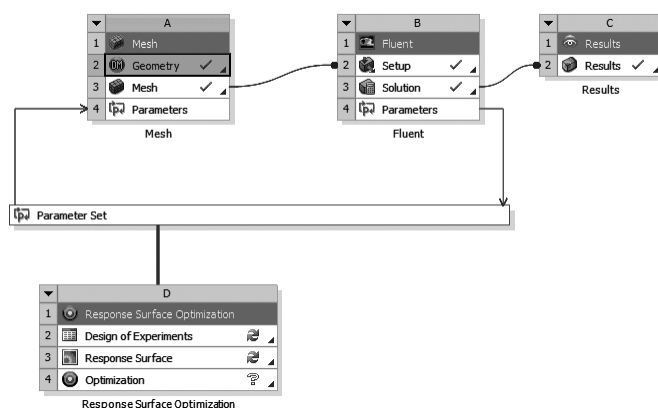 A
1 Mesh
2 Geometry
3 Mesh
4 Parameters
Mesh
B
1 Fluent
2 Setup
3 Solution
4 Parameters
Fluent
C
1 Results
2 Results
Results
Parameter Set
D
1 Response Surface Optimization
2 Design of Experiments
3 Response Surface
4 Optimization
Response Surface Optimization